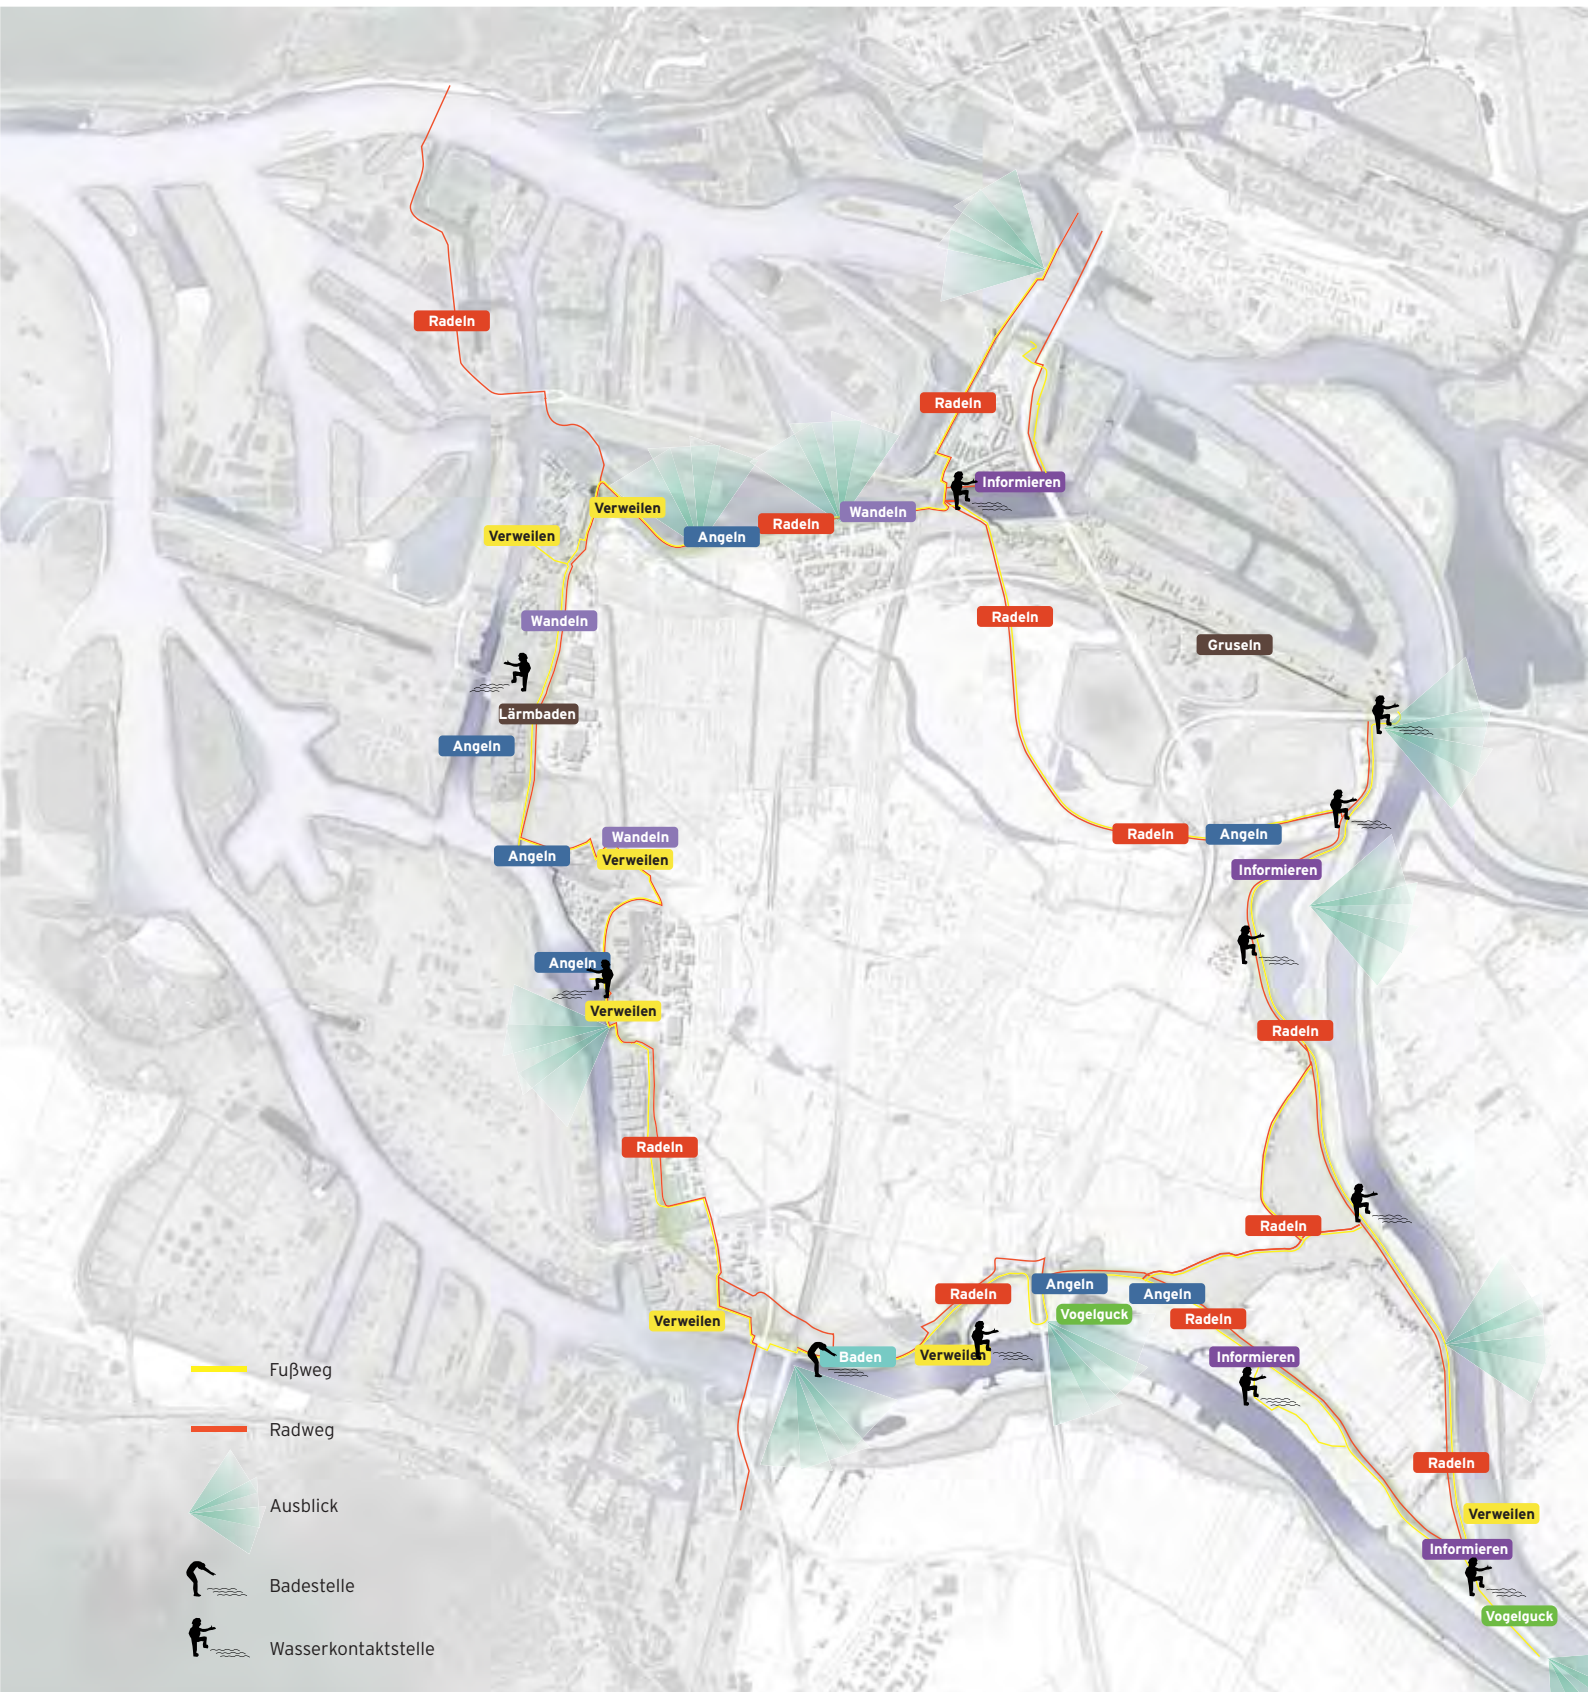 Radeln
Radeln
Informieren
Verweilen
Wandeln
Radeln
Verweilen
Angeln
Radeln
Wandeln
Gruseln
Lärmbaden
Angeln
Radeln
Angeln
Wandeln
Angeln
Verweilen
Informieren
Angeln
Verweilen
Radeln
Radeln
Radeln
Angeln
Radeln
Angeln
Vogelguck
Radeln
Verweilen
Baden
Verweilen
Informieren
Fußweg
Radweg
Radeln
Ausblick
Verweilen
Informieren
Badestelle
Vogelguck
Wasserkontaktstelle